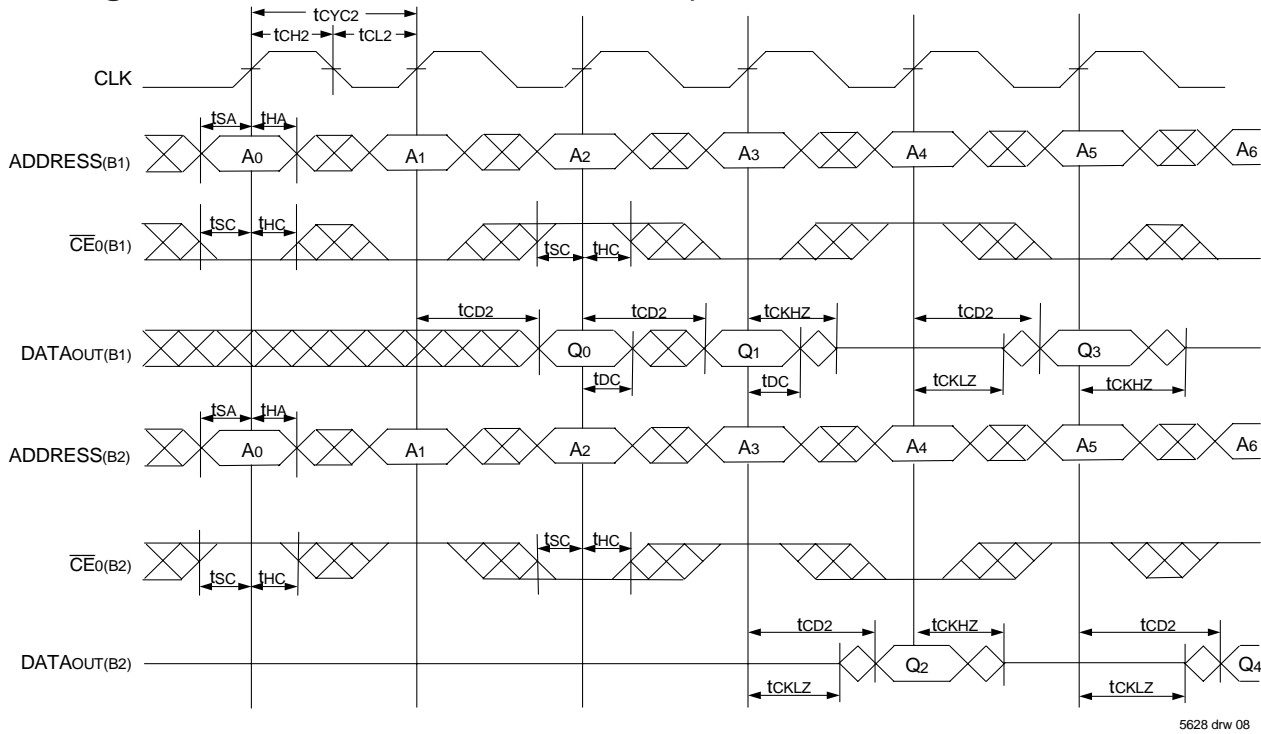 tCYC2
tCH2 tCL2
CLK
tSA tHA
ADDRESS(B1) A0 A1 A2 A3 A4 A5 A6
tSC tHC
CE0(B1)
tSC tHC
tCD2 tCD2 tCKHZ tCD2
DATAOUT(B1) Q0 Q1 Q3
tDC tDC tCKLZ tCKHZ
tSA tHA
ADDRESS(B2) A0 A1 A2 A3 A4 A5 A6
tSC tHC
CE0(B2)
tSC tHC
tCD2 tCKHZ tCD2
DATAOUT(B2) Q2 Q4
tCKLZ tCKLZ
5628 drw 08